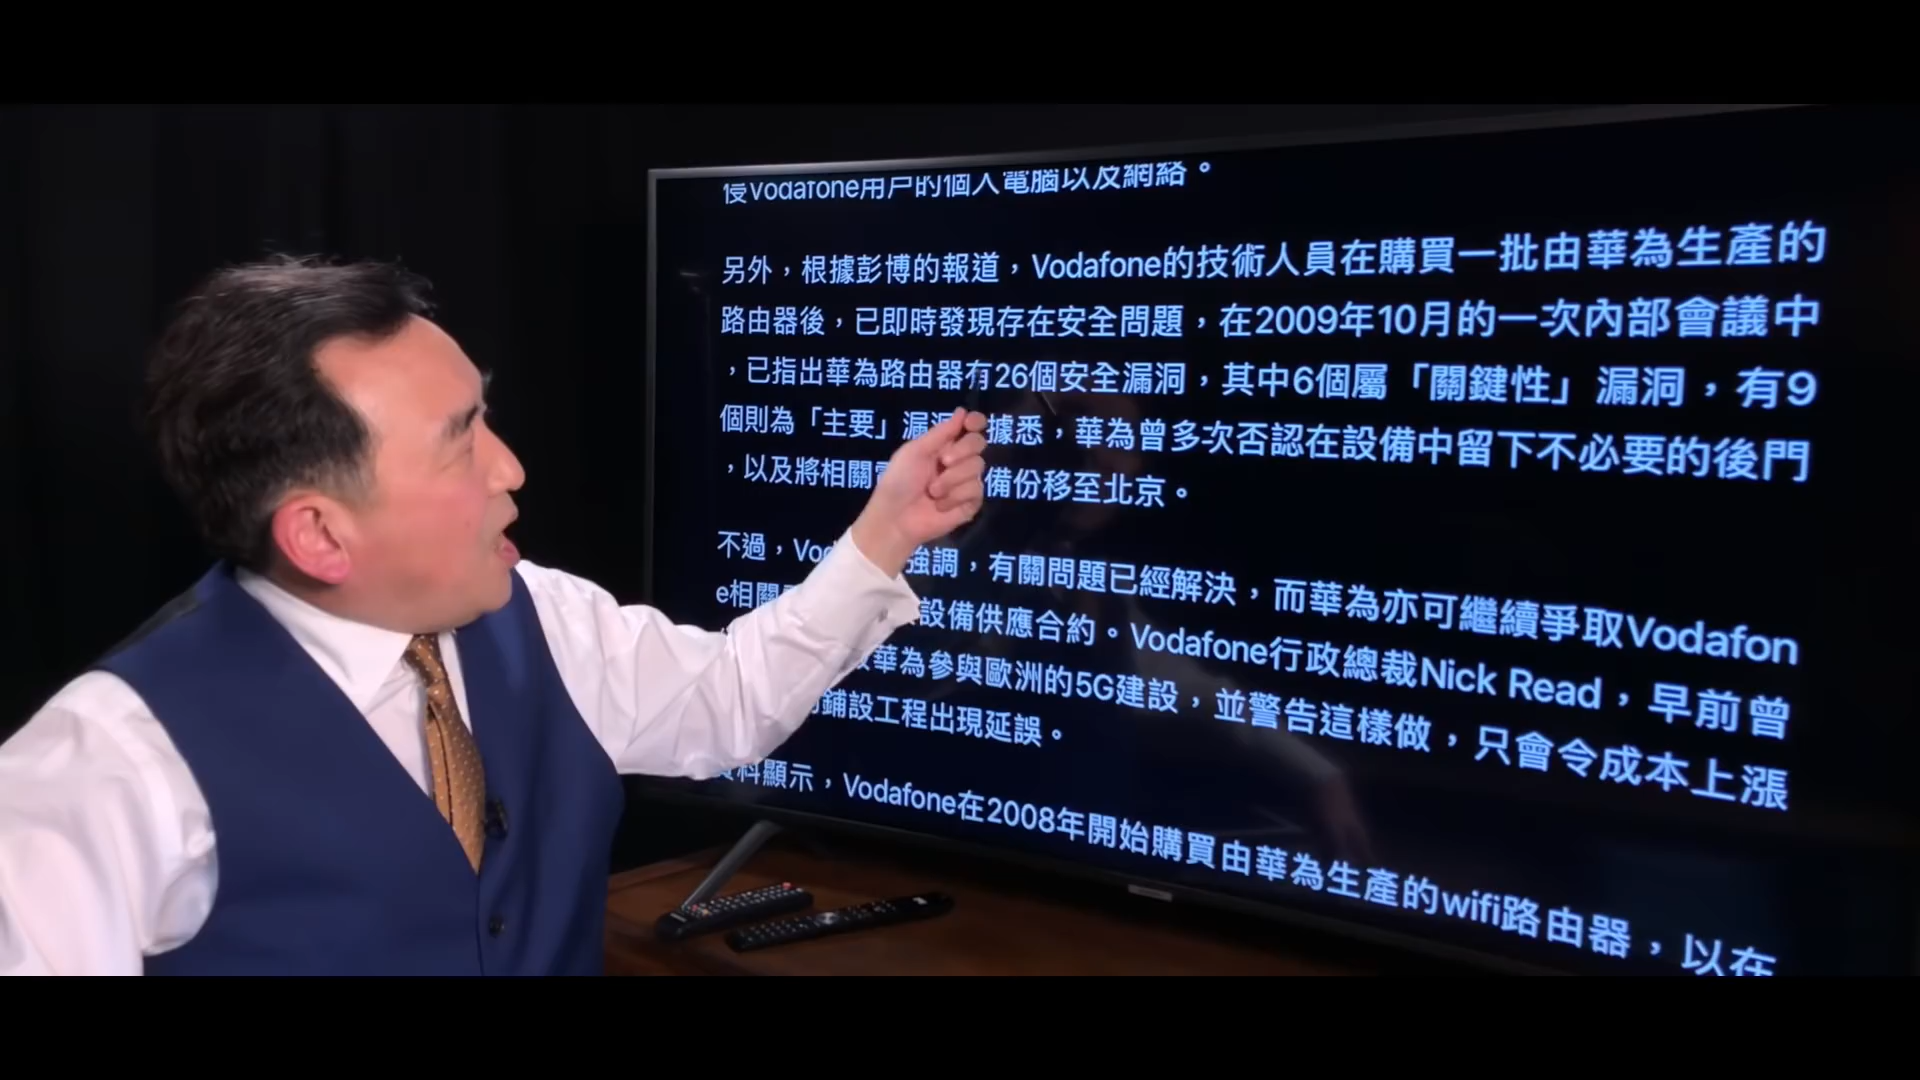 侵Vodafone用戶的個人電腦以及網絡。
另外，根據彭博的報道，Vodafone的技術人員在購買一批由華為生產的
路由器後，已即時發現存在安全問題，在2009年10月的一次內部會議中
，已指出華為路由器有26個安全漏洞，其中6個屬「關鍵性」漏洞，有9
個則為「主要」漏洞 據悉，華為曾多次否認在設備中留下不必要的後門
，以及將相關 備份移至北京。
不過，Vo 強調，有關問題已經解決，而華為亦可繼續爭取Vodafon
e相關 設備供應合約。Vodafone行政總裁Nick Read，早前曾
華為參與歐洲的5G建設，並警告這樣做，只會令成本上漲
鋪設工程出現延誤。
資料顯示，Vodafone在2008年開始購買由華為生產的wifi路由器，以在